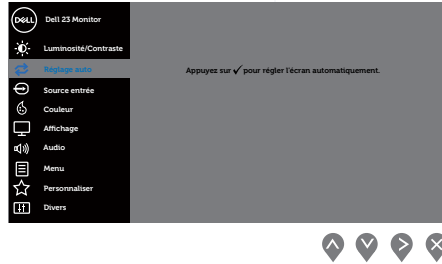 DELL
Dell 23 Monitor
Luminosité/Contraste
Réglage auto
Appuyez sur ✓ pour régler l'écran automatiquement.
Source entrée
Couleur
Affichage
Audio
Menu
Personnaliser
Divers